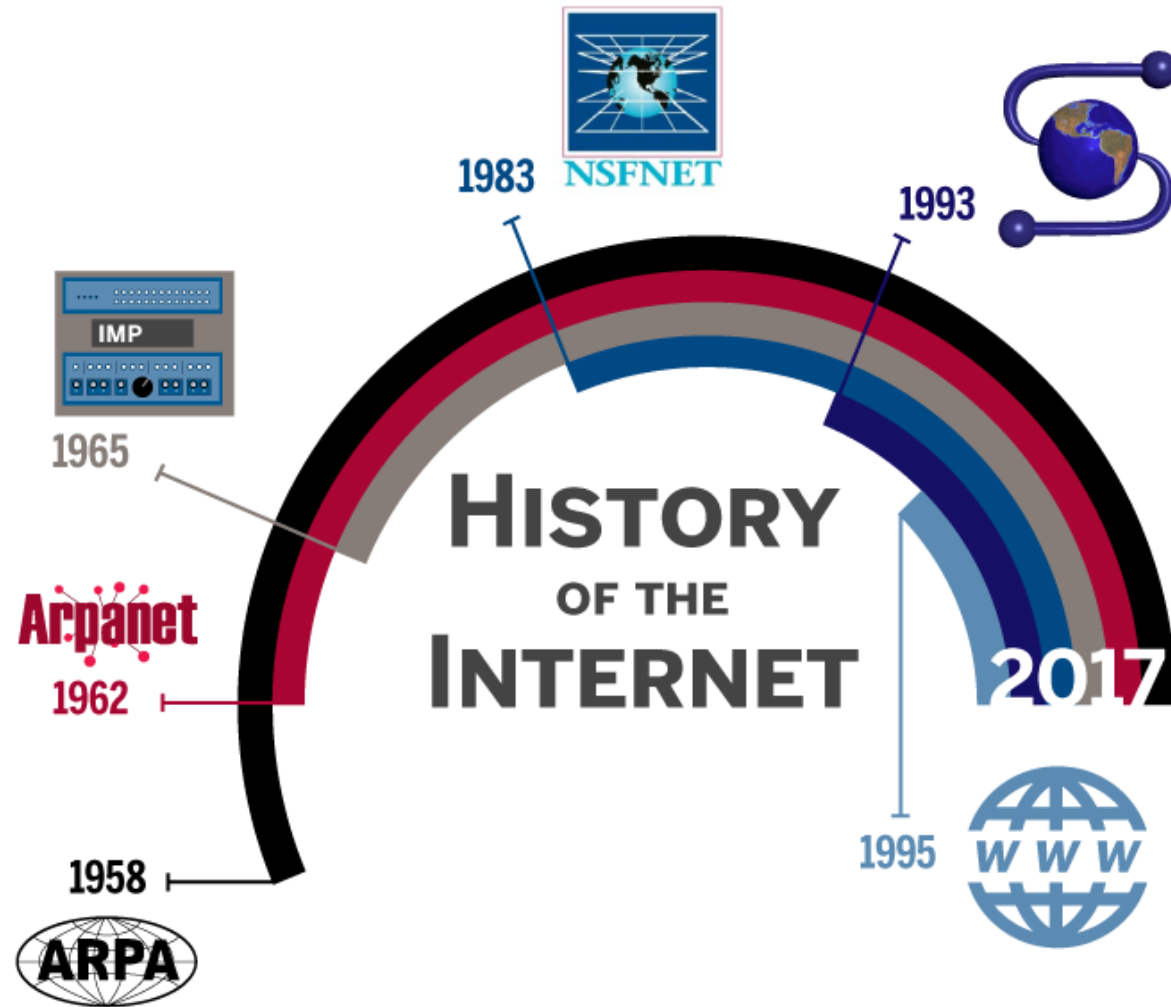 NSFNET
1983
1993
IMP
1965
HISTORY
OF THE
INTERNET
Arpanet
1962
2017
1958
ARPA
1995
WWW